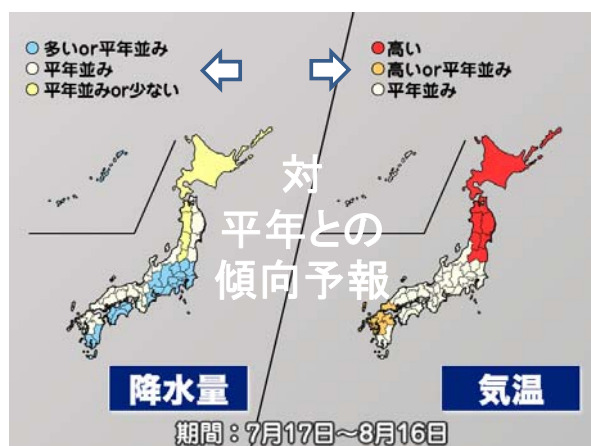 多いor平年並み
平年並み
平年並みor少ない
高い
高いor平年並み
平年並み
対
平年との
傾向予報
降水量
気温
期間：7月17日～8月16日